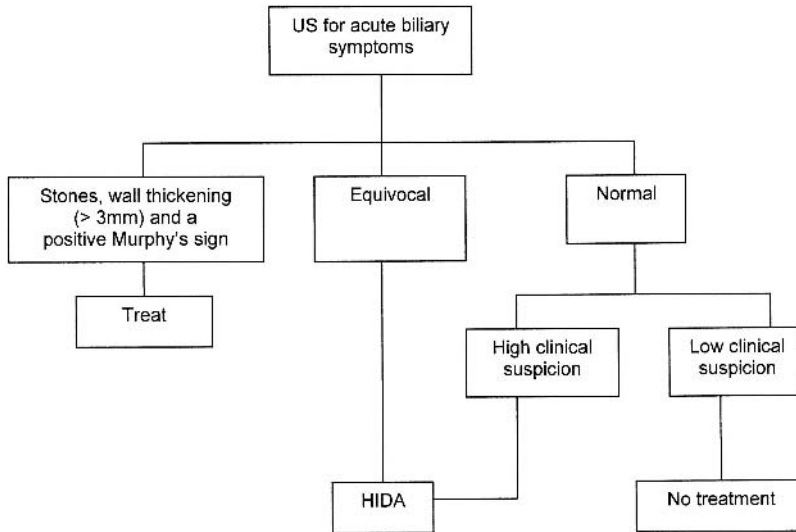 US for acute biliary
symptoms
Stones, wall thickening
(> 3mm) and a
positive Murphy's sign
Equivocal
Normal
Treat
High clinical
suspicion
Low clinical
suspicion
HIDA
No treatment